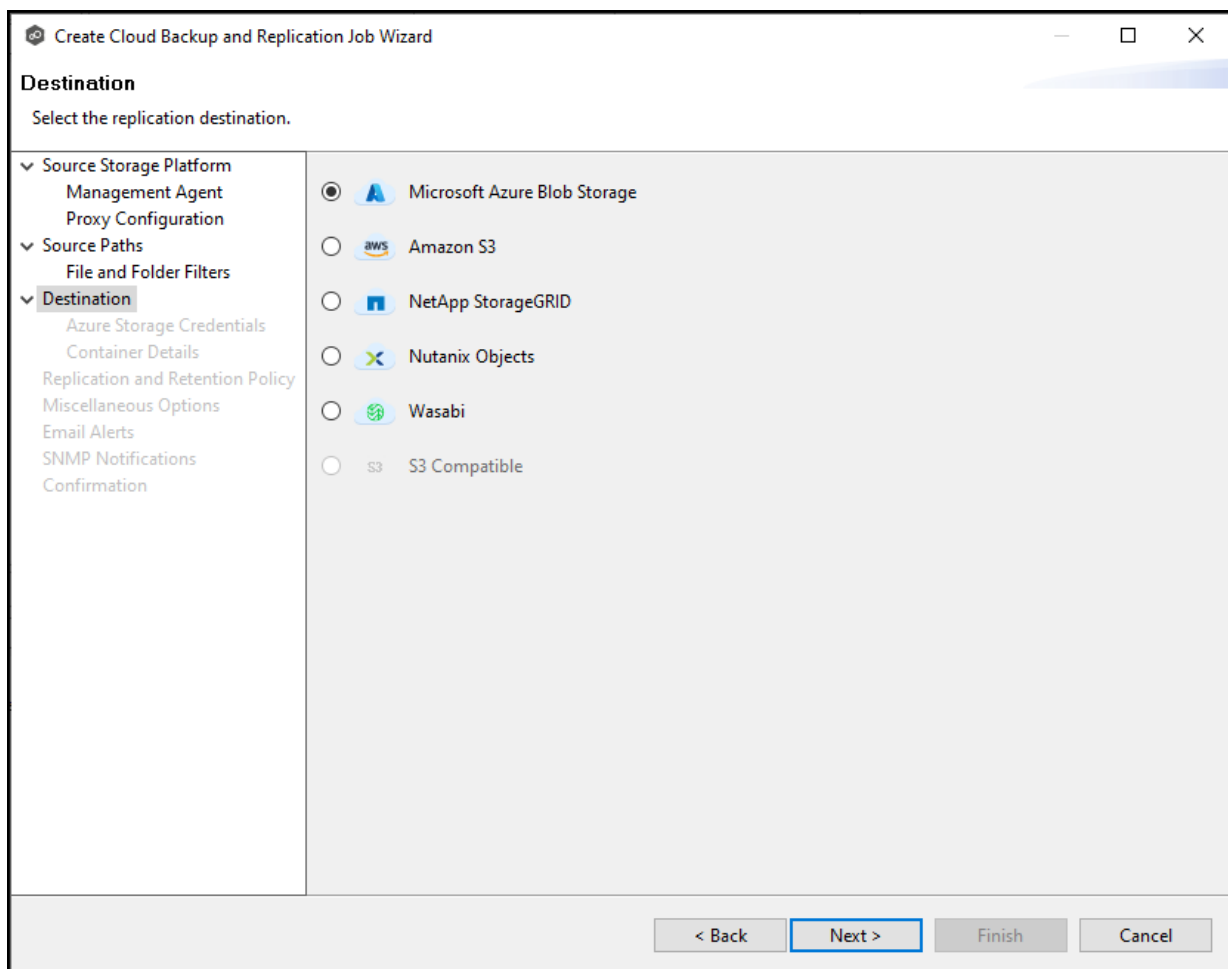 Create Cloud Backup and Replication Job Wizard
Destination
Select the replication destination.
Source Storage Platform
Management Agent
Proxy Configuration
Source Paths
File and Folder Filters
Destination
Azure Storage Credentials
Container Details
Replication and Retention Policy
Miscellaneous Options
Email Alerts
SNMP Notifications
Confirmation
Microsoft Azure Blob Storage
aws Amazon S3
NetApp StorageGRID
Nutanix Objects
Wasabi
S3 S3 Compatible
< Back Next > Finish Cancel